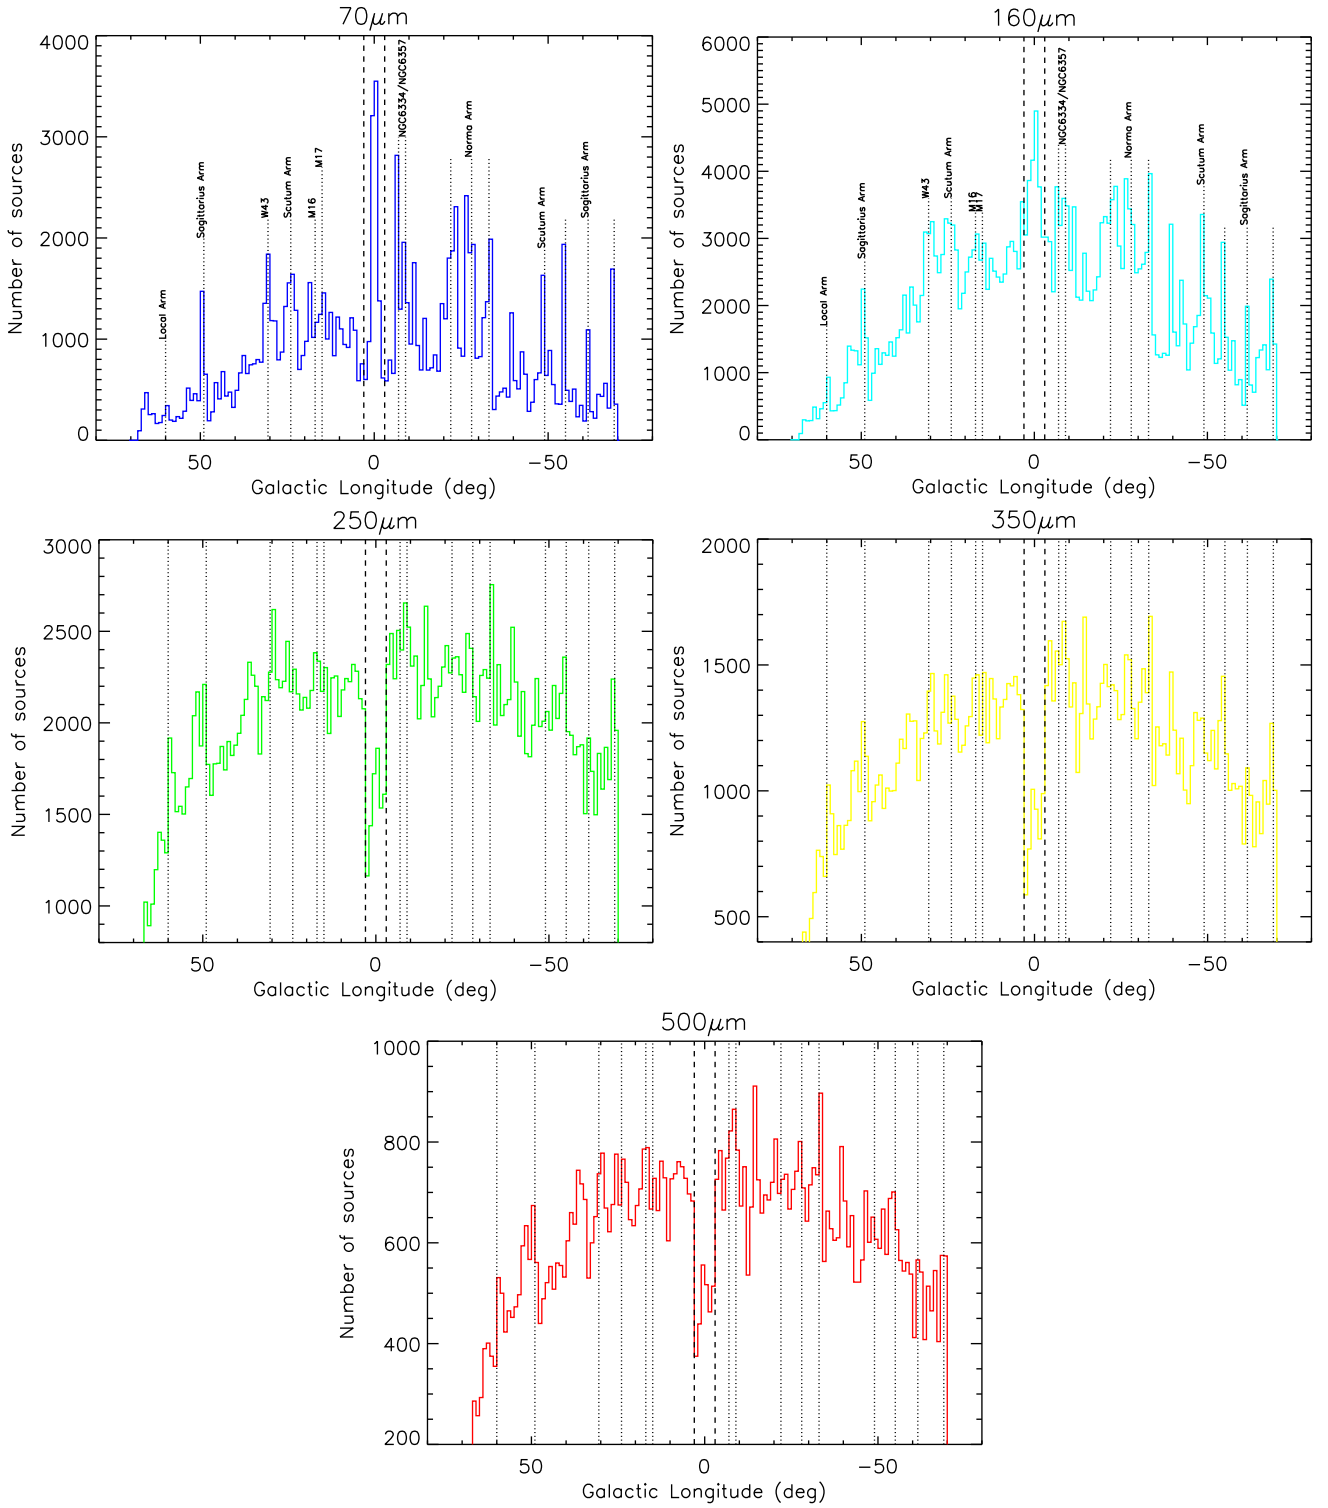 70μm
4000
3000
2000
1000
0
Number of sources
Local Arm
Sagittarius Arm
W43
Scutum Arm
M16
M17
NGC6334/NGC6357
Norma Arm
Scutum Arm
Sagittarius Arm
50
0
−50
Galactic Longitude (deg)
160μm
6000
5000
4000
3000
2000
1000
0
Number of sources
Local Arm
Sagittarius Arm
W43
Scutum Arm
M16
M17
NGC6334/NGC6357
Norma Arm
Scutum Arm
Sagittarius Arm
50
0
−50
Galactic Longitude (deg)
250μm
3000
2500
2000
1500
1000
Number of sources
50
0
−50
Galactic Longitude (deg)
350μm
2000
1500
1000
500
Number of sources
50
0
−50
Galactic Longitude (deg)
500μm
1000
800
600
400
200
Number of sources
50
0
−50
Galactic Longitude (deg)